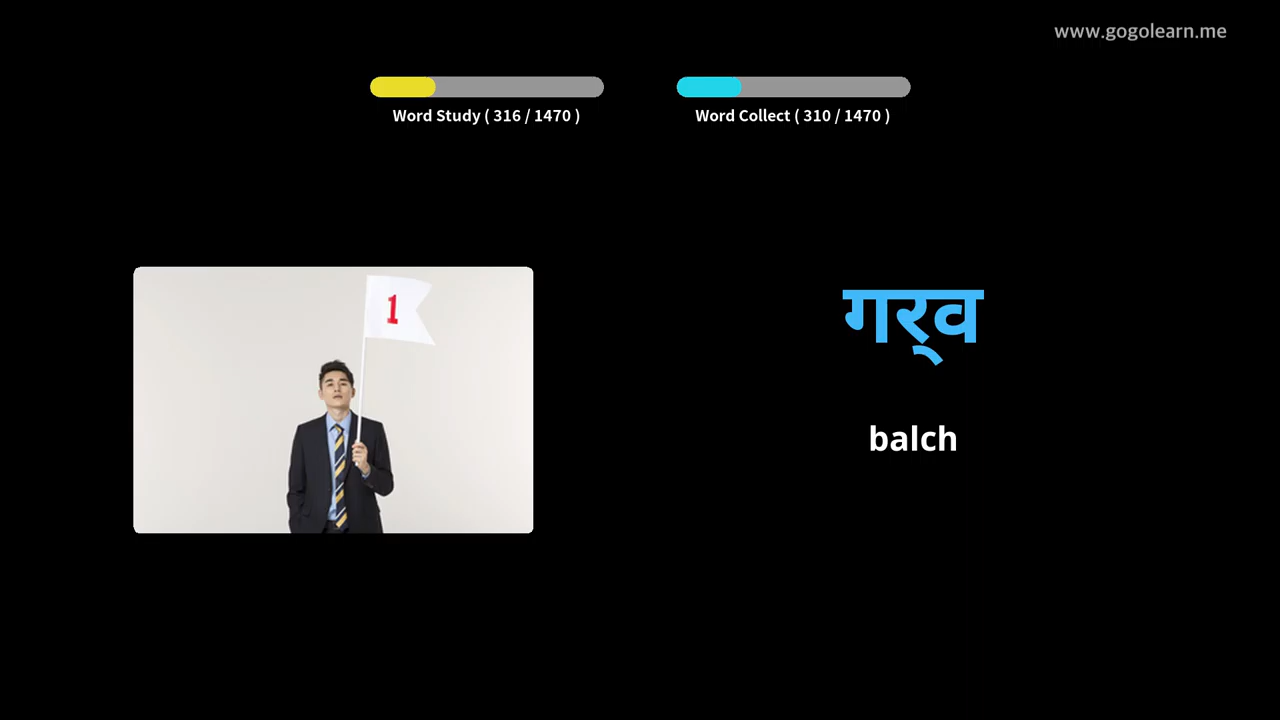 www.gogolearn.me
Word Study ( 316 / 1470 )
Word Collect ( 310 / 1470 )
1
गर्‌व
balch